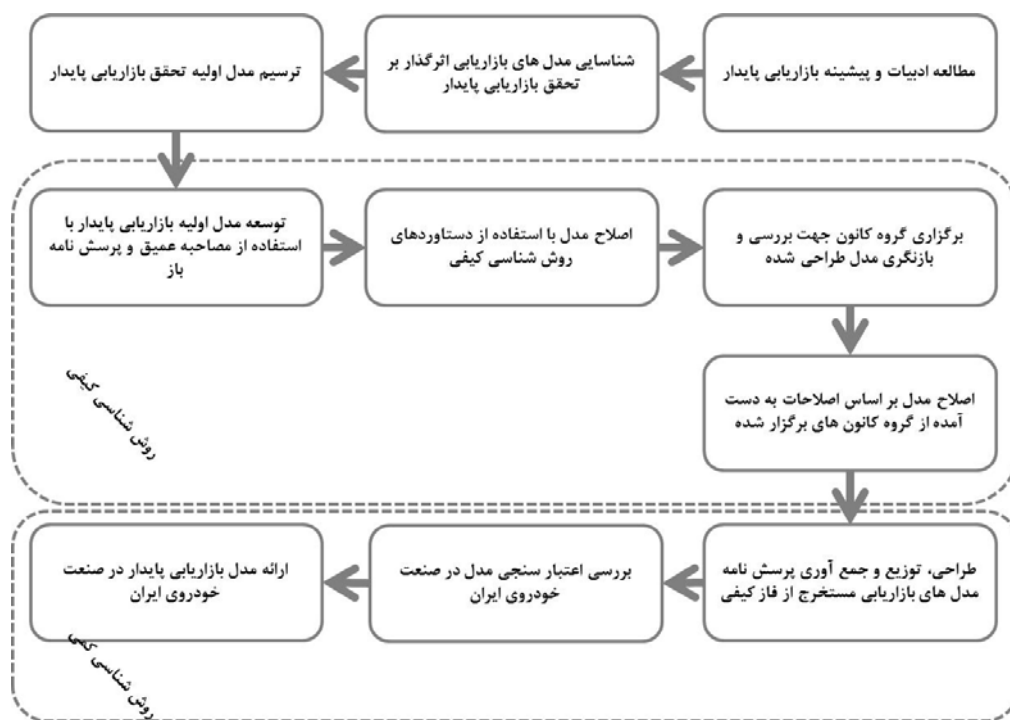 مطالعه ادبیات و پیشینه بازاریابی پایدار
شناسایی مدل های بازاریابی اثرگذار بر
تحقق بازاریابی پایدار
ترسیم مدل اولیه تحقق بازاریابی پایدار
توسعه مدل اولیه بازاریابی پایدار با
استفاده از مصاحبه عمیق و پرسش نامه
باز
اصلاح مدل با استفاده از دستاوردهای
روش شناسی کیفی
برگزاری گروه کانون جهت بررسی و
بازنگری مدل طراحی شده
اصلاح مدل بر اساس اصلاحات به دست
آمده از گروه کانون های برگزار شده
روش شناسی کیفی
طراحی، توزیع و جمع آوری پرسش نامه
مدل های بازاریابی مستخرج از فاز کیفی
بررسی اعتبار سنجی مدل در صنعت
خودروی ایران
ارائه مدل بازاریابی پایدار در صنعت
خودروی ایران
روش شناسی کمی